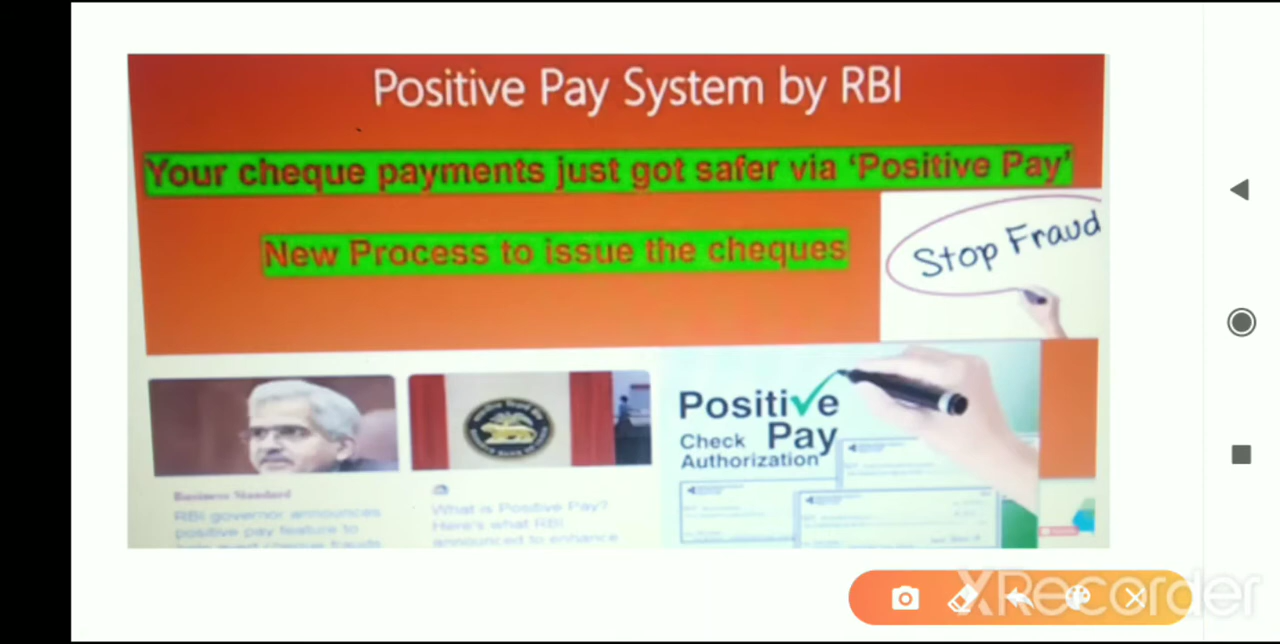 Positive Pay System by RBI
Your cheque payments just got safer via ‘Positive Pay’
New Process to issue the cheques
Stop Fraud
Business Standard
RBI governor announces
positive pay feature to
What is Positive Pay?
Here's what RBI
announced to enhance
Positive
Check Pay
Authorization
XRecorder